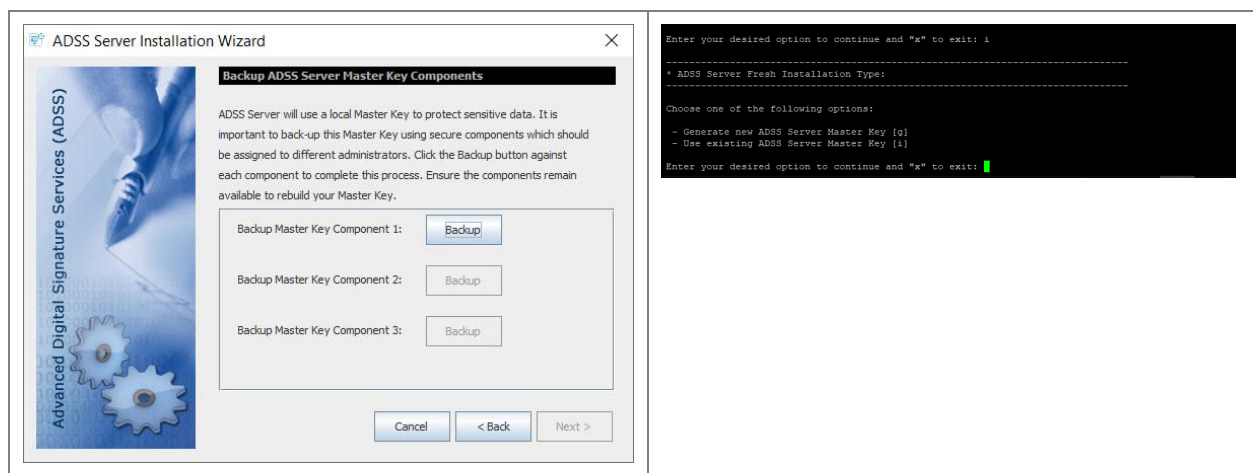 ADSS Server Installation Wizard
Advanced Digital Signature Services (ADSS)
Backup ADSS Server Master Key Components
ADSS Server will use a local Master Key to protect sensitive data. It is
important to back-up this Master Key using secure components which should
be assigned to different administrators. Click the Backup button against
each component to complete this process. Ensure the components remain
available to rebuild your Master Key.
Backup Master Key Component 1: Backup
Backup Master Key Component 2: Backup
Backup Master Key Component 3: Backup
Cancel < Back Next >
Enter your desired option to continue and "x" to exit: i
--------------------------------------------------------------------------------
* ADSS Server Fresh Installation Type:
--------------------------------------------------------------------------------
Choose one of the following options:
- Generate new ADSS Server Master Key [g]
- Use existing ADSS Server Master Key [i]
Enter your desired option to continue and "x" to exit: